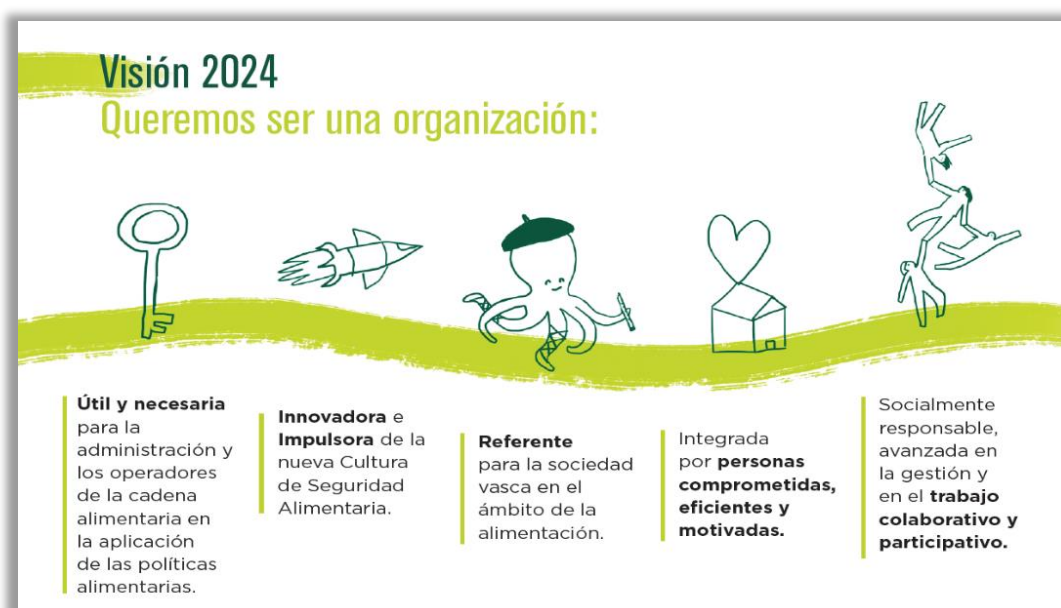 Visión 2024
Queremos ser una organización:
Útil y necesaria
para la
administración y
los operadores
de la cadena
alimentaria en
la aplicación
de las políticas
alimentarias.
Innovadora e
Impulsora de la
nueva Cultura
de Seguridad
Alimentaria.
Referente
para la sociedad
vasca en el
ámbito de la
alimentación.
Integrada
por personas
comprometidas,
eficientes y
motivadas.
Socialmente
responsable,
avanzada en
la gestión y
en el trabajo
colaborativo y
participativo.